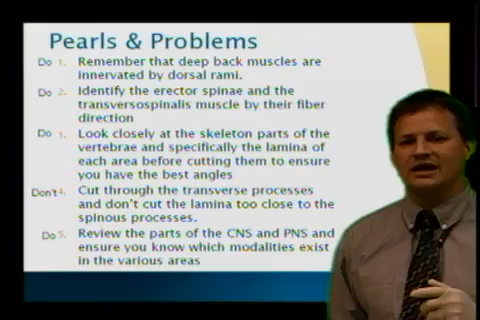 Pearls & Problems
Do 1. Remember that deep back muscles are
innervated by dorsal rami.
Do 2. Identify the erector spinae and the
transversospinalis muscle by their fiber
direction
Do 3. Look closely at the skeleton parts of the
vertebrae and specifically the lamina of
each area before cutting them to ensure
you have the best angles
Don't 4. Cut through the transverse processes
and don't cut the lamina too close to the
spinous processes.
Do 5. Review the parts of the CNS and PNS and
ensure you know which modalities exist
in the various areas